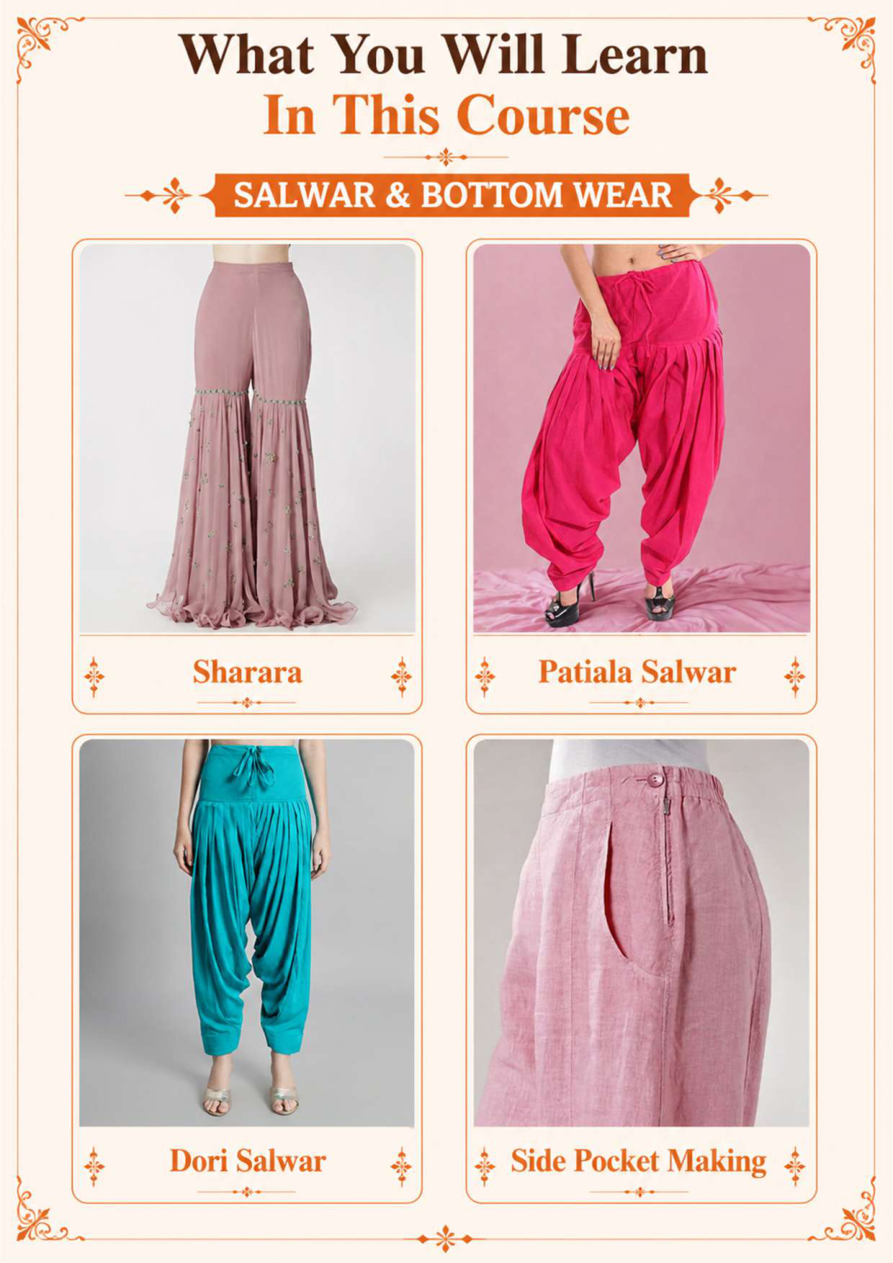 What You Will Learn
In This Course
SALWAR & BOTTOM WEAR
Sharara
Patiala Salwar
Dori Salwar
Side Pocket Making